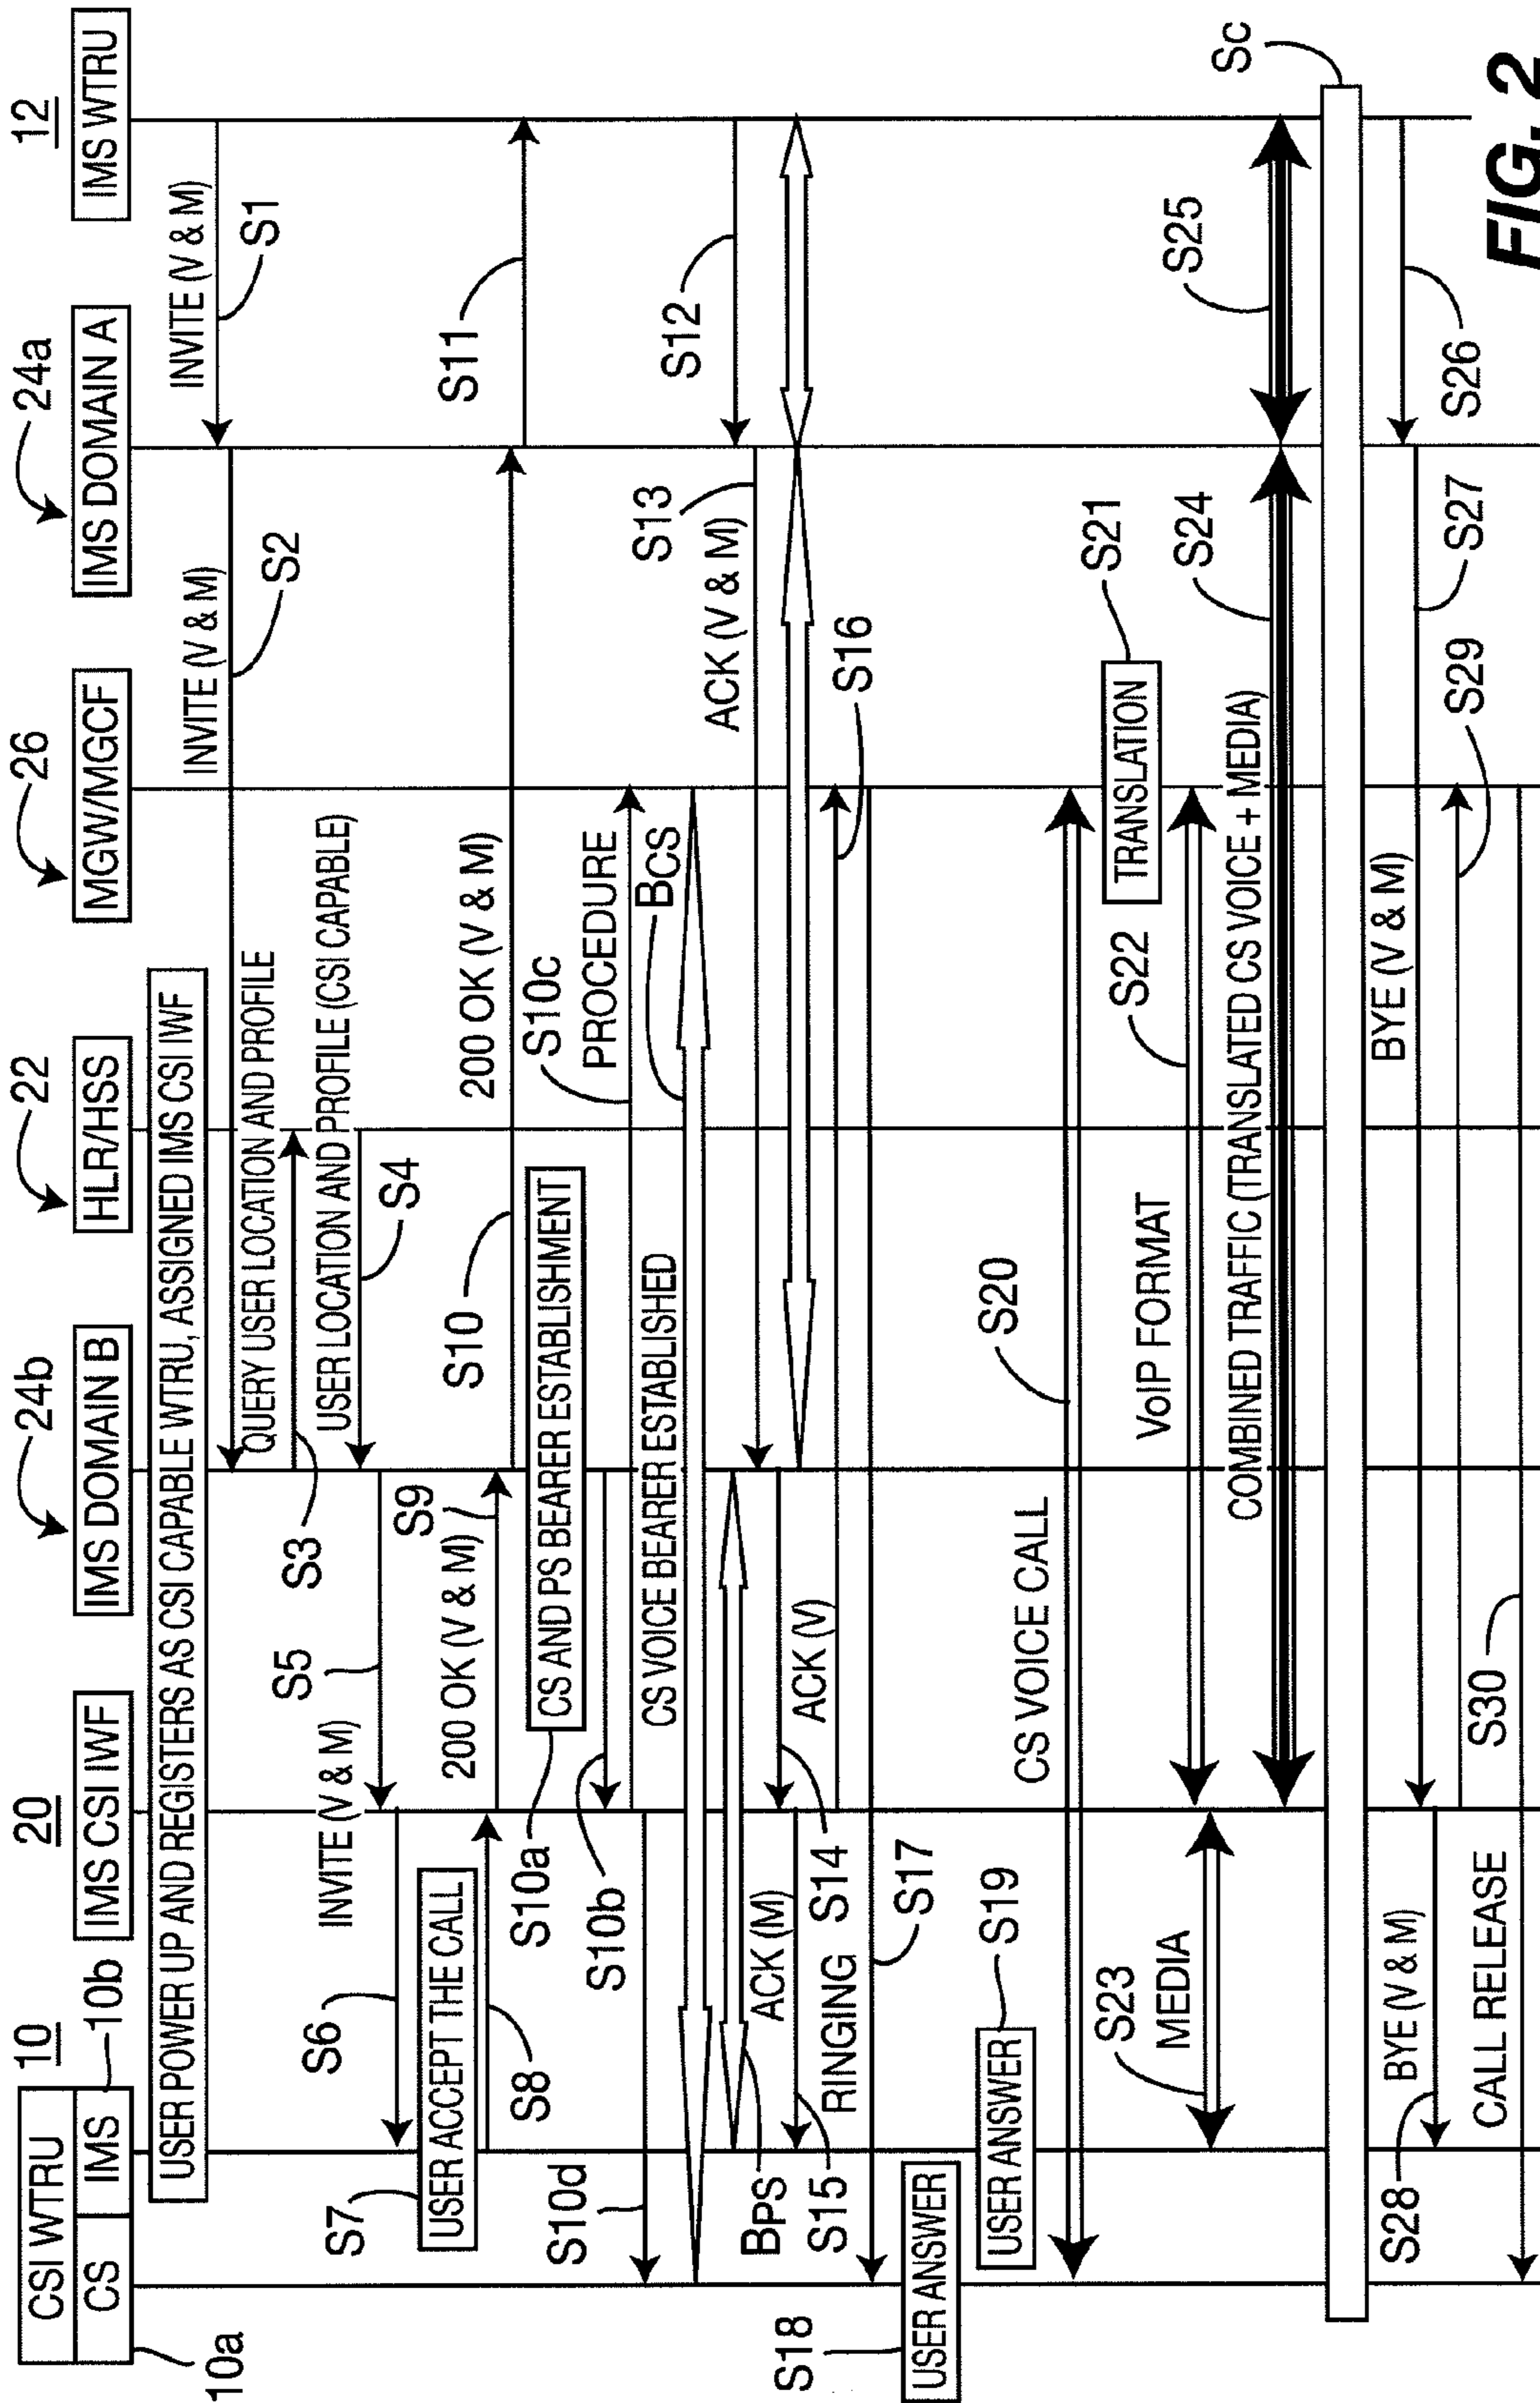 10
20
24b
22
26
24a
12
CSI WTRU
CS
IMS
10a
10b
IMS CSI IWF
IMS DOMAIN B
HLR/HSS
MGW/MGCF
IMS DOMAIN A
IMS WTRU
USER POWER UP AND REGISTERS AS CSI CAPABLE WTRU, ASSIGNED IMS CSI IWF
INVITE (V & M)
S1
INVITE (V & M)
S2
QUERY USER LOCATION AND PROFILE
S3
USER LOCATION AND PROFILE (CSI CAPABLE)
S4
S5
INVITE (V & M)
S6
S7
USER ACCEPT THE CALL
S8
200 OK (V & M)
S9
200 OK (V & M)
S10
S11
S10a
CS AND PS BEARER ESTABLISHMENT
S10b
S10c
PROCEDURE
S10d
CS VOICE BEARER ESTABLISHED
BCS
BPS
S12
S13
ACK (V & M)
S14
ACK (M)
S15
ACK (V)
S16
RINGING
S17
S18
USER ANSWER
S19
USER ANSWER
CS VOICE CALL
S20
S21
TRANSLATION
VoIP FORMAT
S22
S23
MEDIA
S24
COMBINED TRAFFIC (TRANSLATED CS VOICE + MEDIA)
S25
Sc
S26
BYE (V & M)
S27
BYE (V & M)
S28
S29
CALL RELEASE
S30
FIG. 2